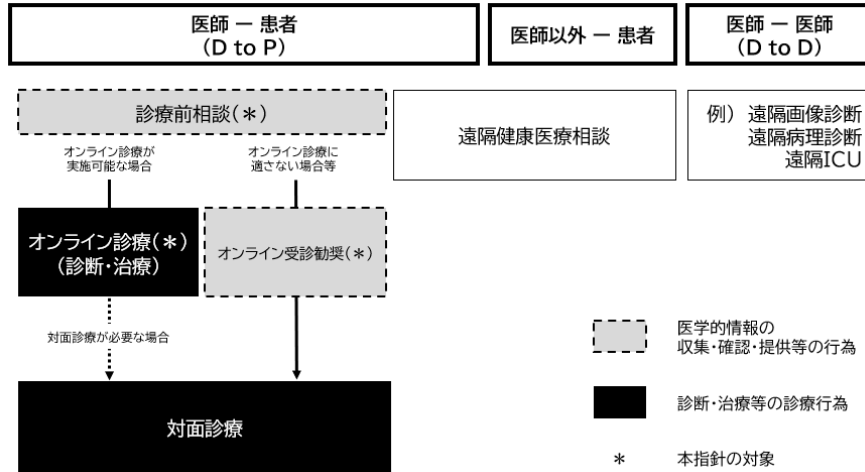 医師 ー 患者
(D to P)
医師以外 ー 患者
医師 ー 医師
(D to D)
診療前相談(＊)
遠隔健康医療相談
例） 遠隔画像診断
遠隔病理診断
遠隔ICU
オンライン診療が
実施可能な場合
オンライン診療に
適さない場合等
オンライン診療(＊)
(診断・治療)
オンライン受診勧奨(＊)
対面診療が必要な場合
対面診療
医学的情報の
収集・確認・提供等の行為
診断・治療等の診療行為
＊ 本指針の対象